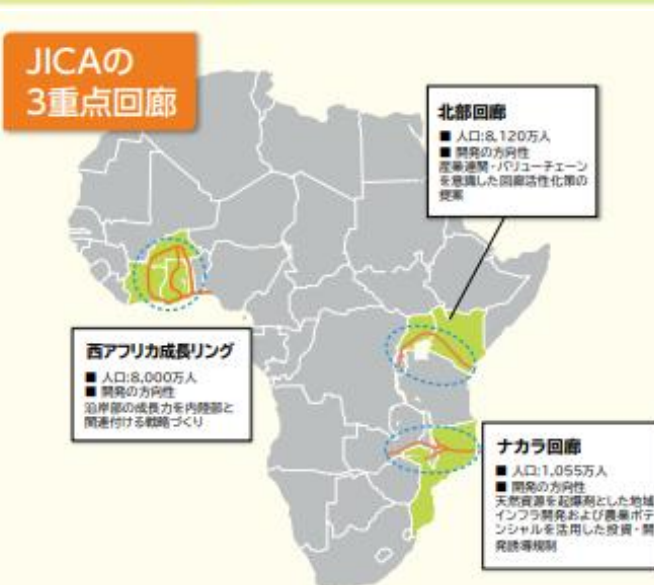 JICAの
3重点回廊
北部回廊
■ 人口:8,120万人
■ 開発の方向性
産業連関・バリューチェーン
を意識した回廊活性化策の
提案
西アフリカ成長リング
■ 人口:8,000万人
■ 開発の方向性
沿岸部の成長力を内陸部と
関連付ける戦略づくり
ナカラ回廊
■ 人口:1,055万人
■ 開発の方向性
天然資源を起爆剤とした地域
インフラ開発および農業ポテ
ンシャルを活用した投資・開
発誘導規制